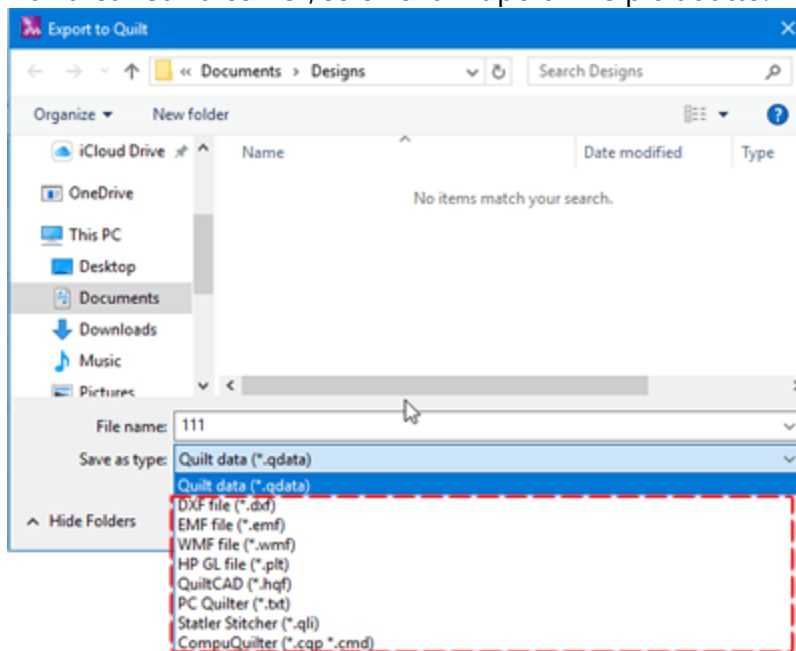 Export to Quilt
« Documents > Designs
Search Designs
Organize
New folder
iCloud Drive
Name
Date modified
Type
OneDrive
No items match your search.
This PC
Desktop
Documents
Downloads
Music
Pictures
File name: 111
Save as type: Quilt data (*.qdata)
Quilt data (*.qdata)
DXF file (*.dxf)
EMF file (*.emf)
Hide Folders
WMF file (*.wmf)
HP GL file (*.plt)
QuiltCAD (*.hqf)
PC Quilter (*.txt)
Statler Stitcher (*.qli)
CompuQuilter (*.cqp *.cmd)